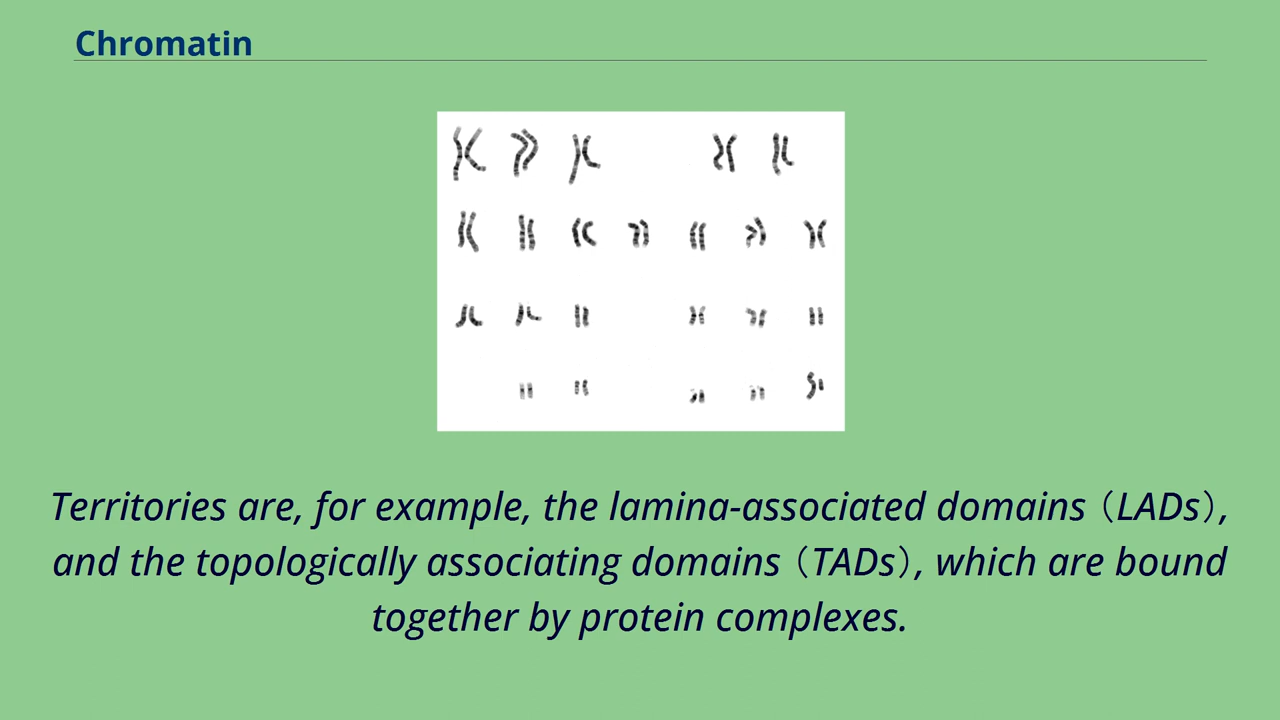 Chromatin
Territories are, for example, the lamina-associated domains（LADs）,
and the topologically associating domains（TADs）, which are bound
together by protein complexes.